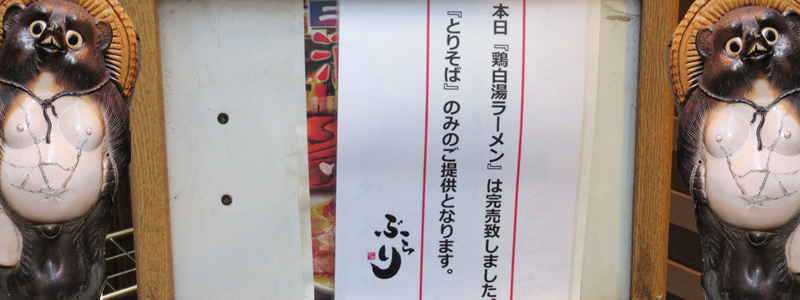 本日『鶏白湯ラーメン』は完売致しました。
『とりそば』のみのご提供となります。
ぶらり